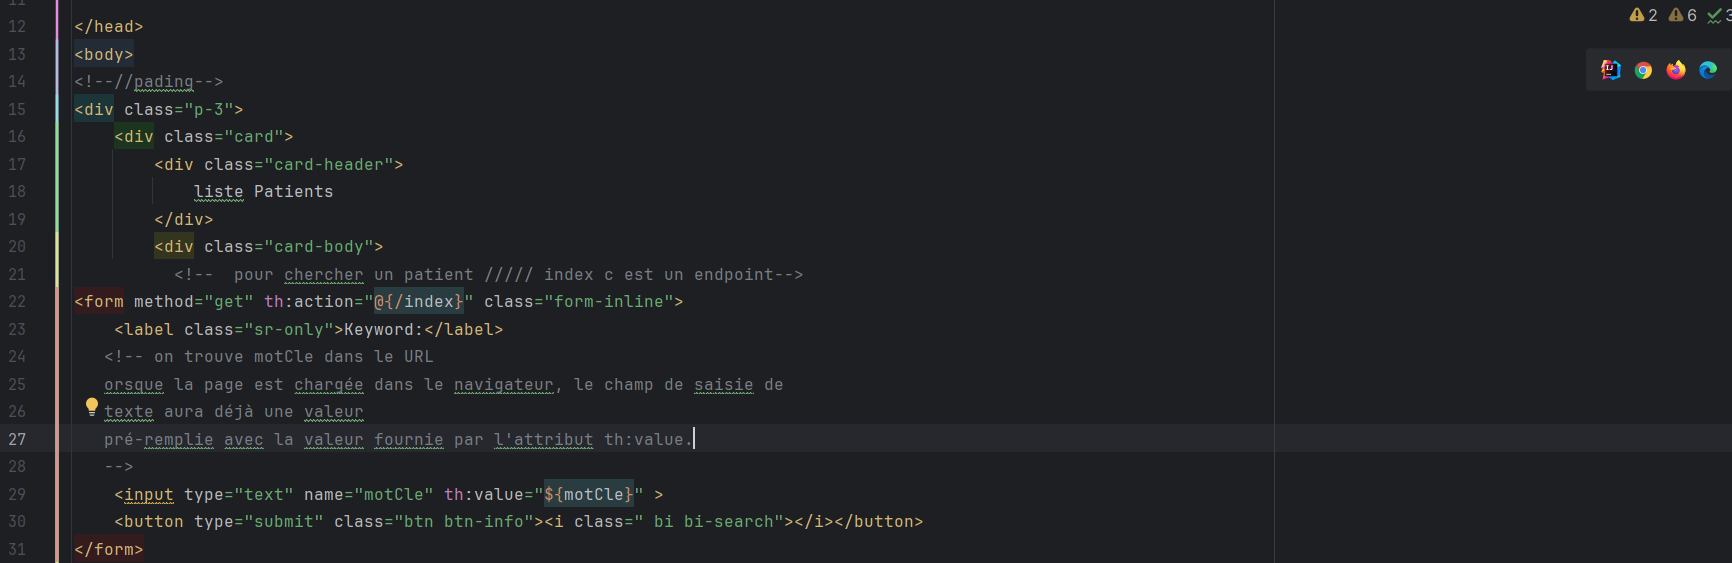 11
2 6 3
12 </head>
13 <body>
14 <!--//pading-->
15 <div class="p-3">
16 <div class="card">
17 <div class="card-header">
18 liste Patients
19 </div>
20 <div class="card-body">
21 <!--  pour chercher un patient ///// index c est un endpoint-->
22 <form method="get" th:action="@{/index}" class="form-inline">
23 <label class="sr-only">Keyword:</label>
24 <!-- on trouve motCle dans le URL
25 orsque la page est chargée dans le navigateur, le champ de saisie de
26 texte aura déjà une valeur
27 pré-remplie avec la valeur fournie par l'attribut th:value.
28 -->
29 <input type="text" name="motCle" th:value="${motCle}" >
30 <button type="submit" class="btn btn-info"><i class=" bi bi-search"></i></button>
31 </form>